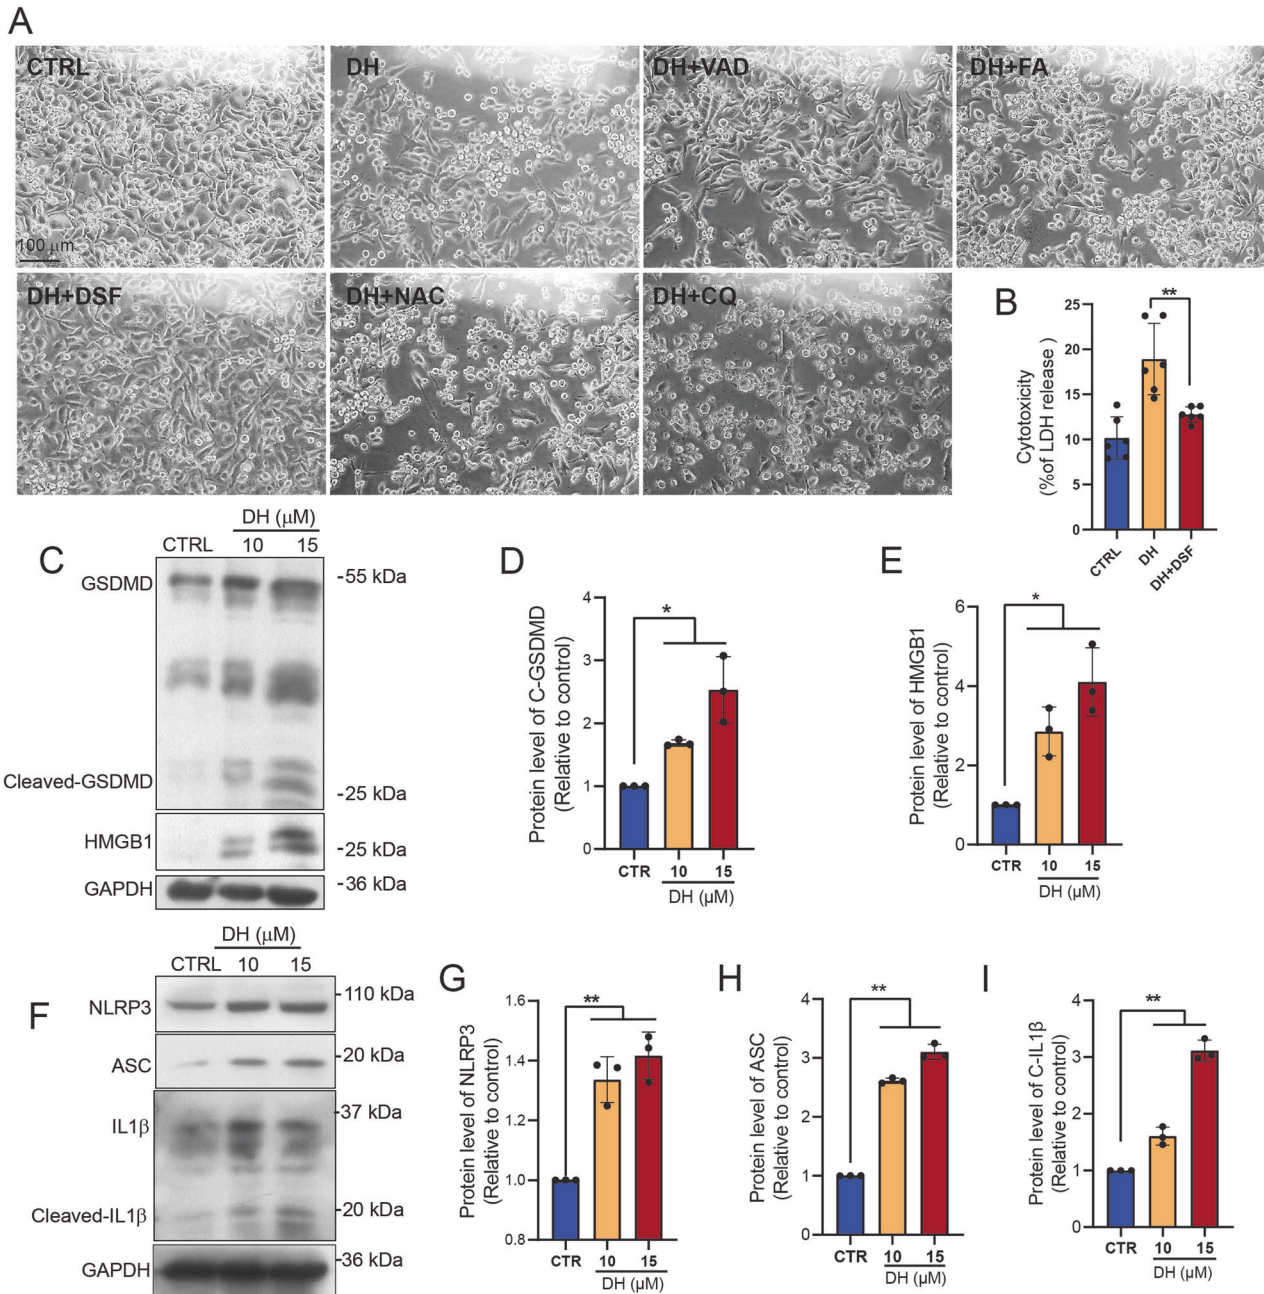 A
CTRL
DH
DH+VAD
DH+FA
100 μm
DH+DSF
DH+NAC
DH+CQ
B
**
25
20
15
10
5
0
Cytotoxicity
(%of LDH release )
CTRL
DH
DH+DSF
C
DH (μM)
CTRL 10 15
GSDMD
-55 kDa
Cleaved-GSDMD
-25 kDa
HMGB1
-25 kDa
GAPDH
-36 kDa
D
*
4
3
2
1
0
Protein level of C-GSDMD
(Relative to control)
CTR 10 15
DH (μM)
E
*
6
4
2
0
Protein level of HMGB1
(Relative to control)
CTR 10 15
DH (μM)
F
DH (μM)
CTRL 10 15
NLRP3
-110 kDa
ASC
-20 kDa
IL1β
-37 kDa
Cleaved-IL1β
-20 kDa
GAPDH
-36 kDa
G
**
1.6
1.4
1.2
1.0
0.8
Protein level of NLRP3
(Relative to control)
CTR 10 15
DH (μM)
H
**
4
3
2
1
0
Protein level of ASC
(Relative to control)
CTR 10 15
DH (μM)
I
**
4
3
2
1
0
Protein level of C-IL1β
(Relative to control)
CTR 10 15
DH (μM)